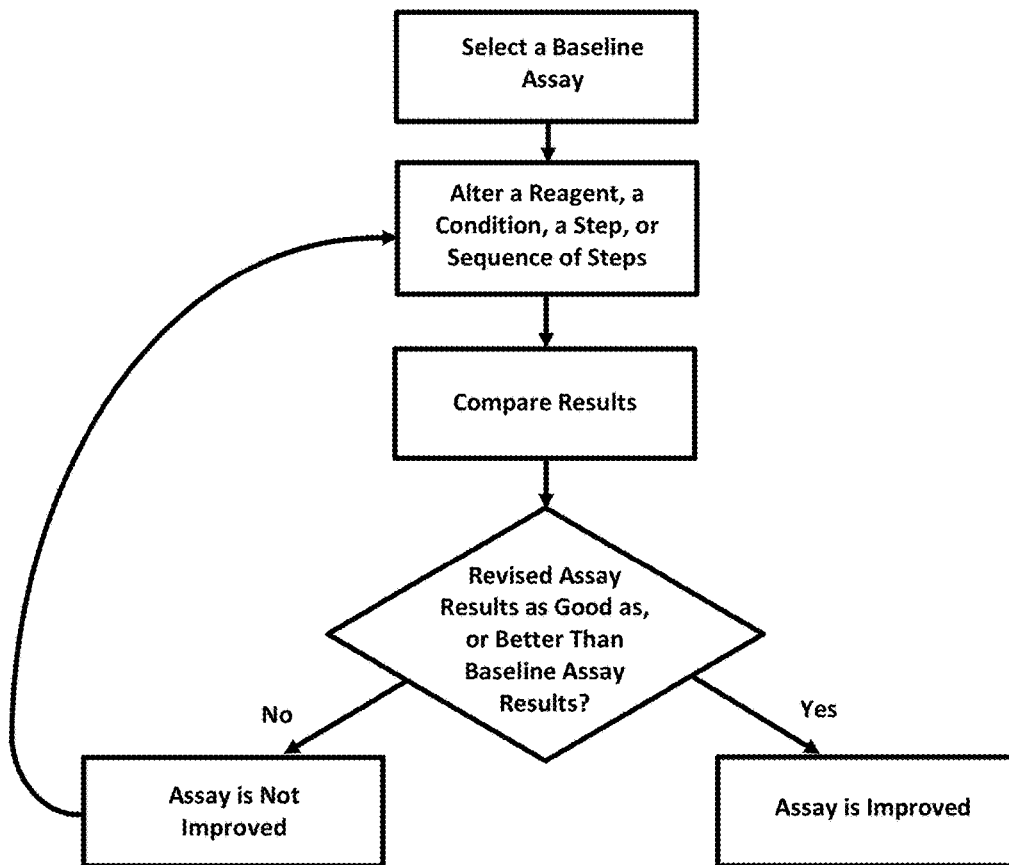 Select a Baseline
Assay
Alter a Reagent, a
Condition, a Step, or
Sequence of Steps
Compare Results
Revised Assay
Results as Good as,
or Better Than
Baseline Assay
Results?
No
Yes
Assay is Not
Improved
Assay is Improved